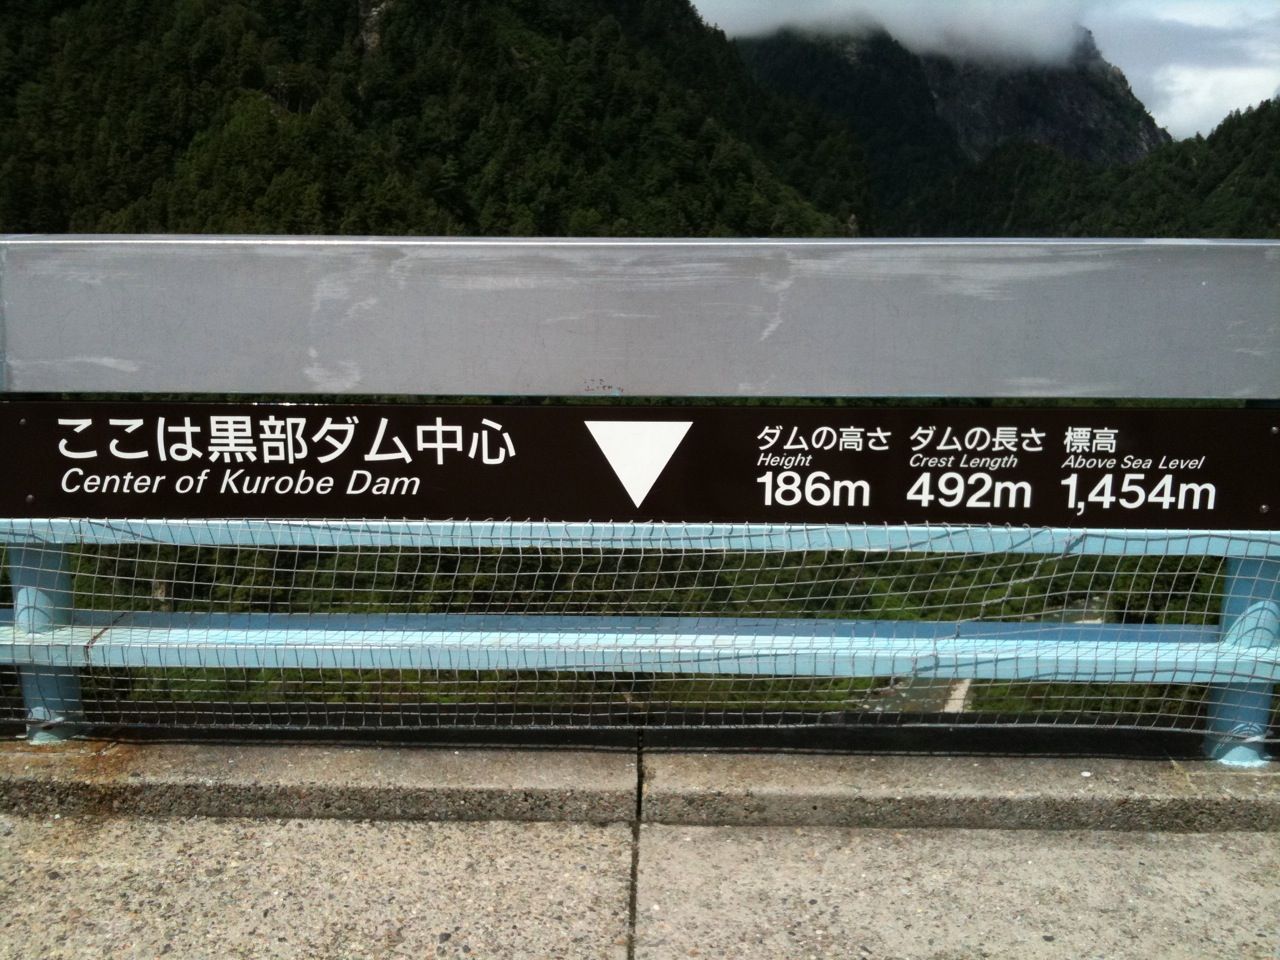 ここは黒部ダム中心
Center of Kurobe Dam
ダムの高さ
Height
186m
ダムの長さ
Crest Length
492m
標高
Above Sea Level
1,454m